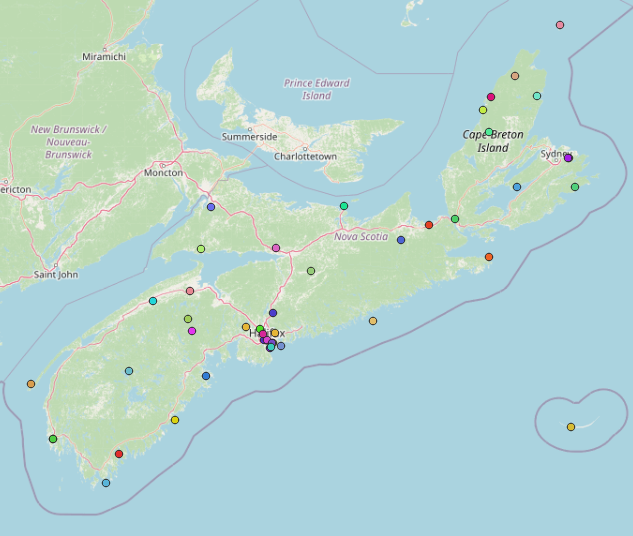 Miramichi
Prince Edward
Island
New Brunswick /
Nouveau-
Brunswick
Summerside
Charlottetown
Cape Breton
Island
Sydney
Moncton
ericton
Nova Scotia
Saint John
Halifax